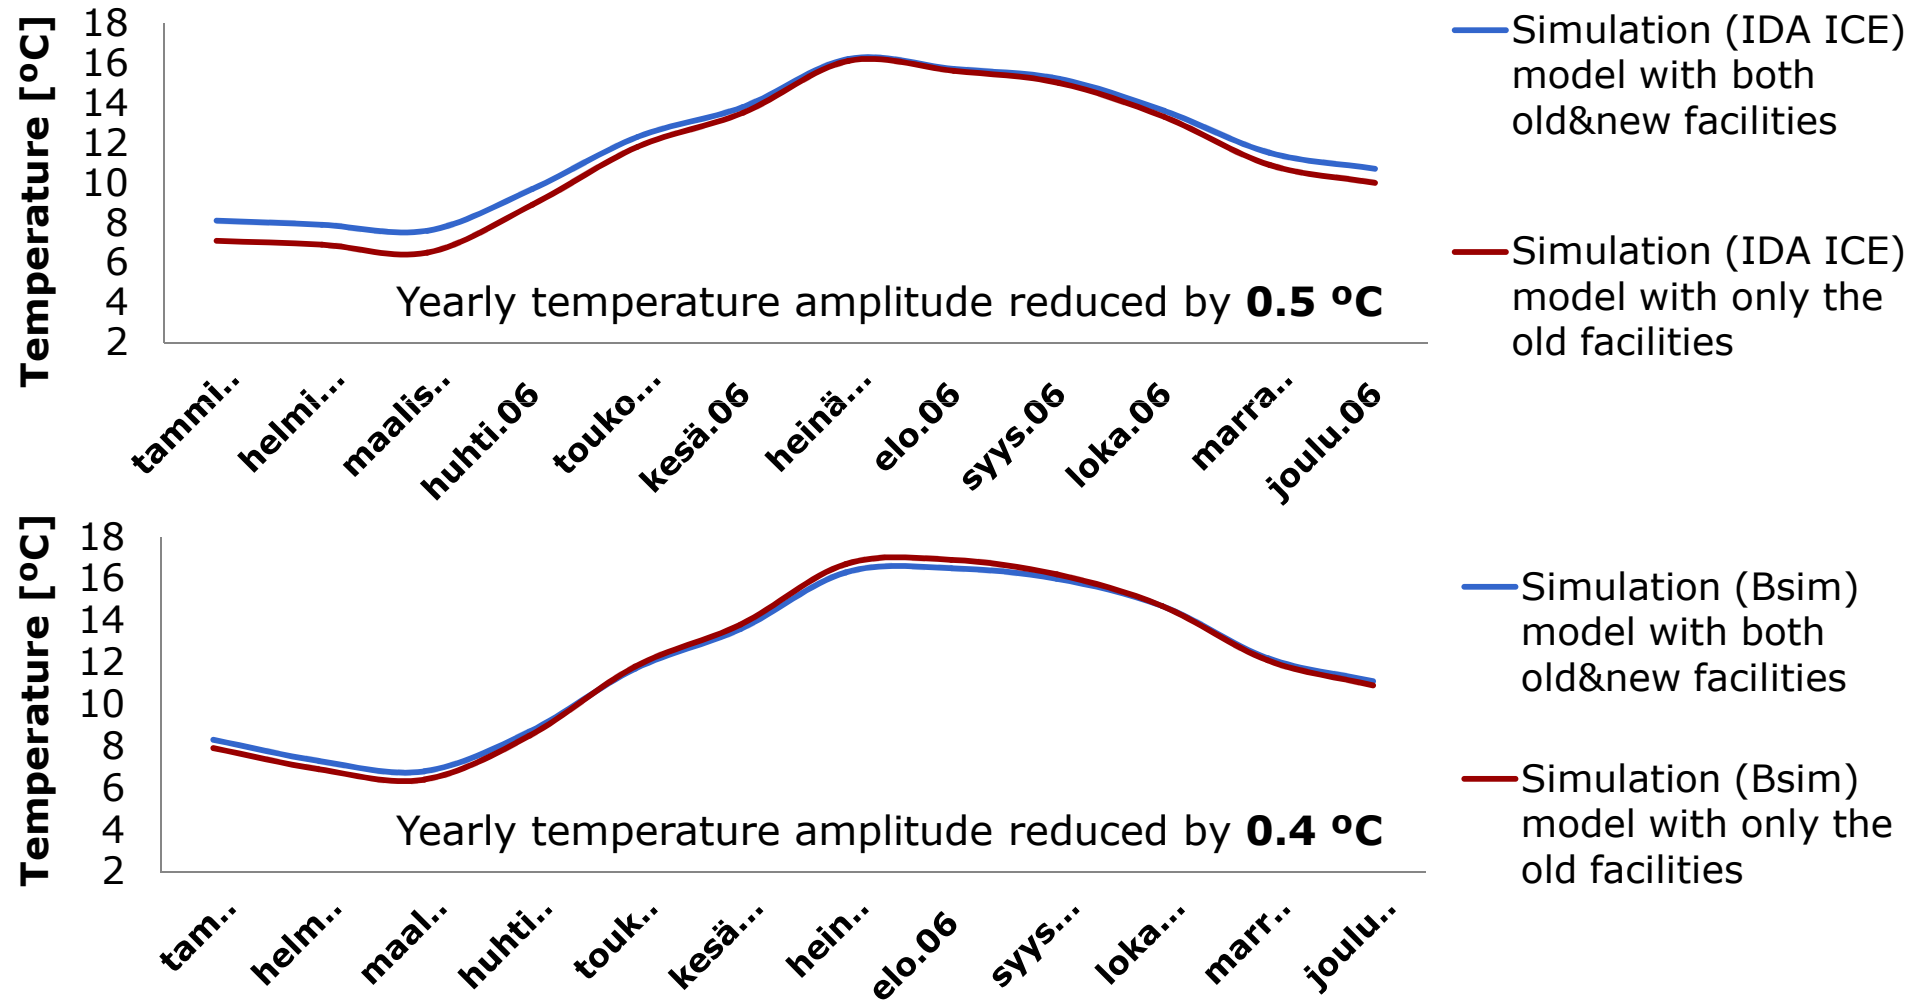 Temperature [ºC]
18
16
14
12
10
8
6
4
2
Yearly temperature amplitude reduced by 0.5 ºC
tammi..
helmi...
maalis..
huhti.06
touko...
kesä.06
heinä...
elo.06
syys.06
loka.06
marra..
joulu.06
Simulation (IDA ICE)
model with both
old&new facilities
Simulation (IDA ICE)
model with only the
old facilities
Temperature [ºC]
18
16
14
12
10
8
6
4
2
Yearly temperature amplitude reduced by 0.4 ºC
tam..
helm..
maal..
huhti..
touk..
kesä...
hein..
elo.06
syys...
loka...
marr..
joulu..
Simulation (Bsim)
model with both
old&new facilities
Simulation (Bsim)
model with only the
old facilities